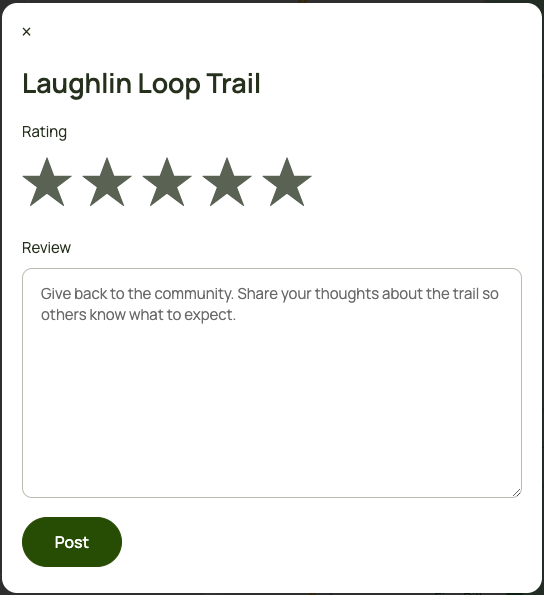 ×
Laughlin Loop Trail
Rating
Review
Give back to the community. Share your thoughts about the trail so
others know what to expect.
Post